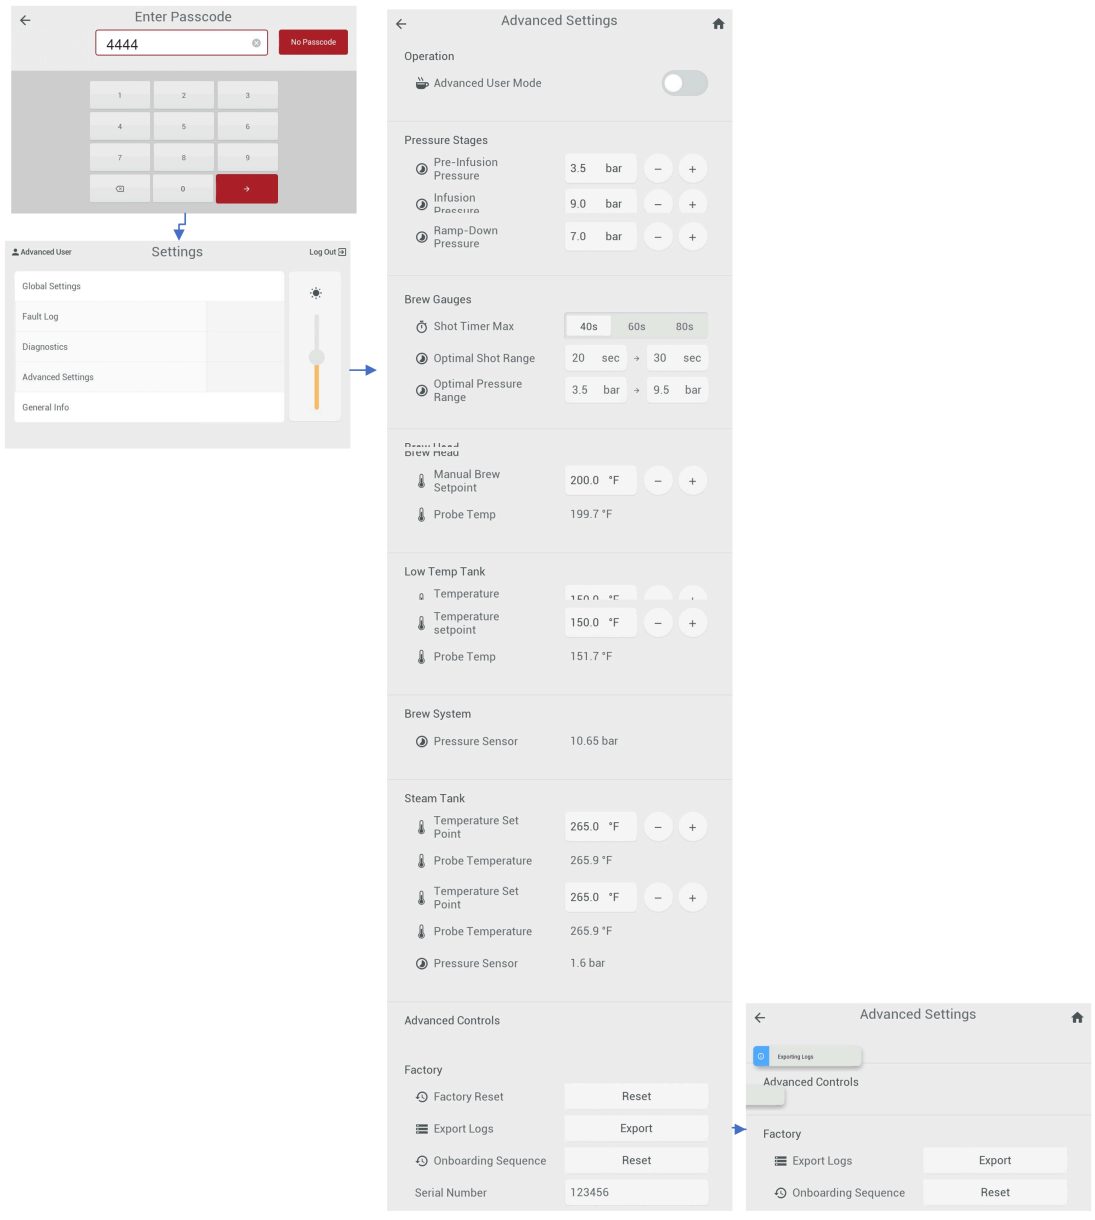 Enter Passcode
4444
No Passcode
1 2 3
4 5 6
7 8 9
0
Advanced User Settings Log Out
Global Settings
Fault Log
Diagnostics
Advanced Settings
General Info
Advanced Settings
Operation
Advanced User Mode
Pressure Stages
Pre-Infusion
Pressure
3.5 bar − +
Infusion
Pressure
9.0 bar − +
Ramp-Down
Pressure
7.0 bar − +
Brew Gauges
Shot Timer Max 40s 60s 80s
Optimal Shot Range 20 sec → 30 sec
Optimal Pressure
Range
3.5 bar → 9.5 bar
Brew Head
Brew Head
Manual Brew
Setpoint
200.0 °F − +
Probe Temp 199.7 °F
Low Temp Tank
Temperature 150.0 °F +
Temperature
setpoint
150.0 °F − +
Probe Temp 151.7 °F
Brew System
Pressure Sensor 10.65 bar
Steam Tank
Temperature Set
Point
265.0 °F − +
Probe Temperature 265.9 °F
Temperature Set
Point
265.0 °F − +
Probe Temperature 265.9 °F
Pressure Sensor 1.6 bar
Advanced Controls
Factory
Factory Reset Reset
Export Logs Export
Onboarding Sequence Reset
Serial Number 123456
Advanced Settings
Exporting Logs
Advanced Controls
Factory
Export Logs Export
Onboarding Sequence Reset